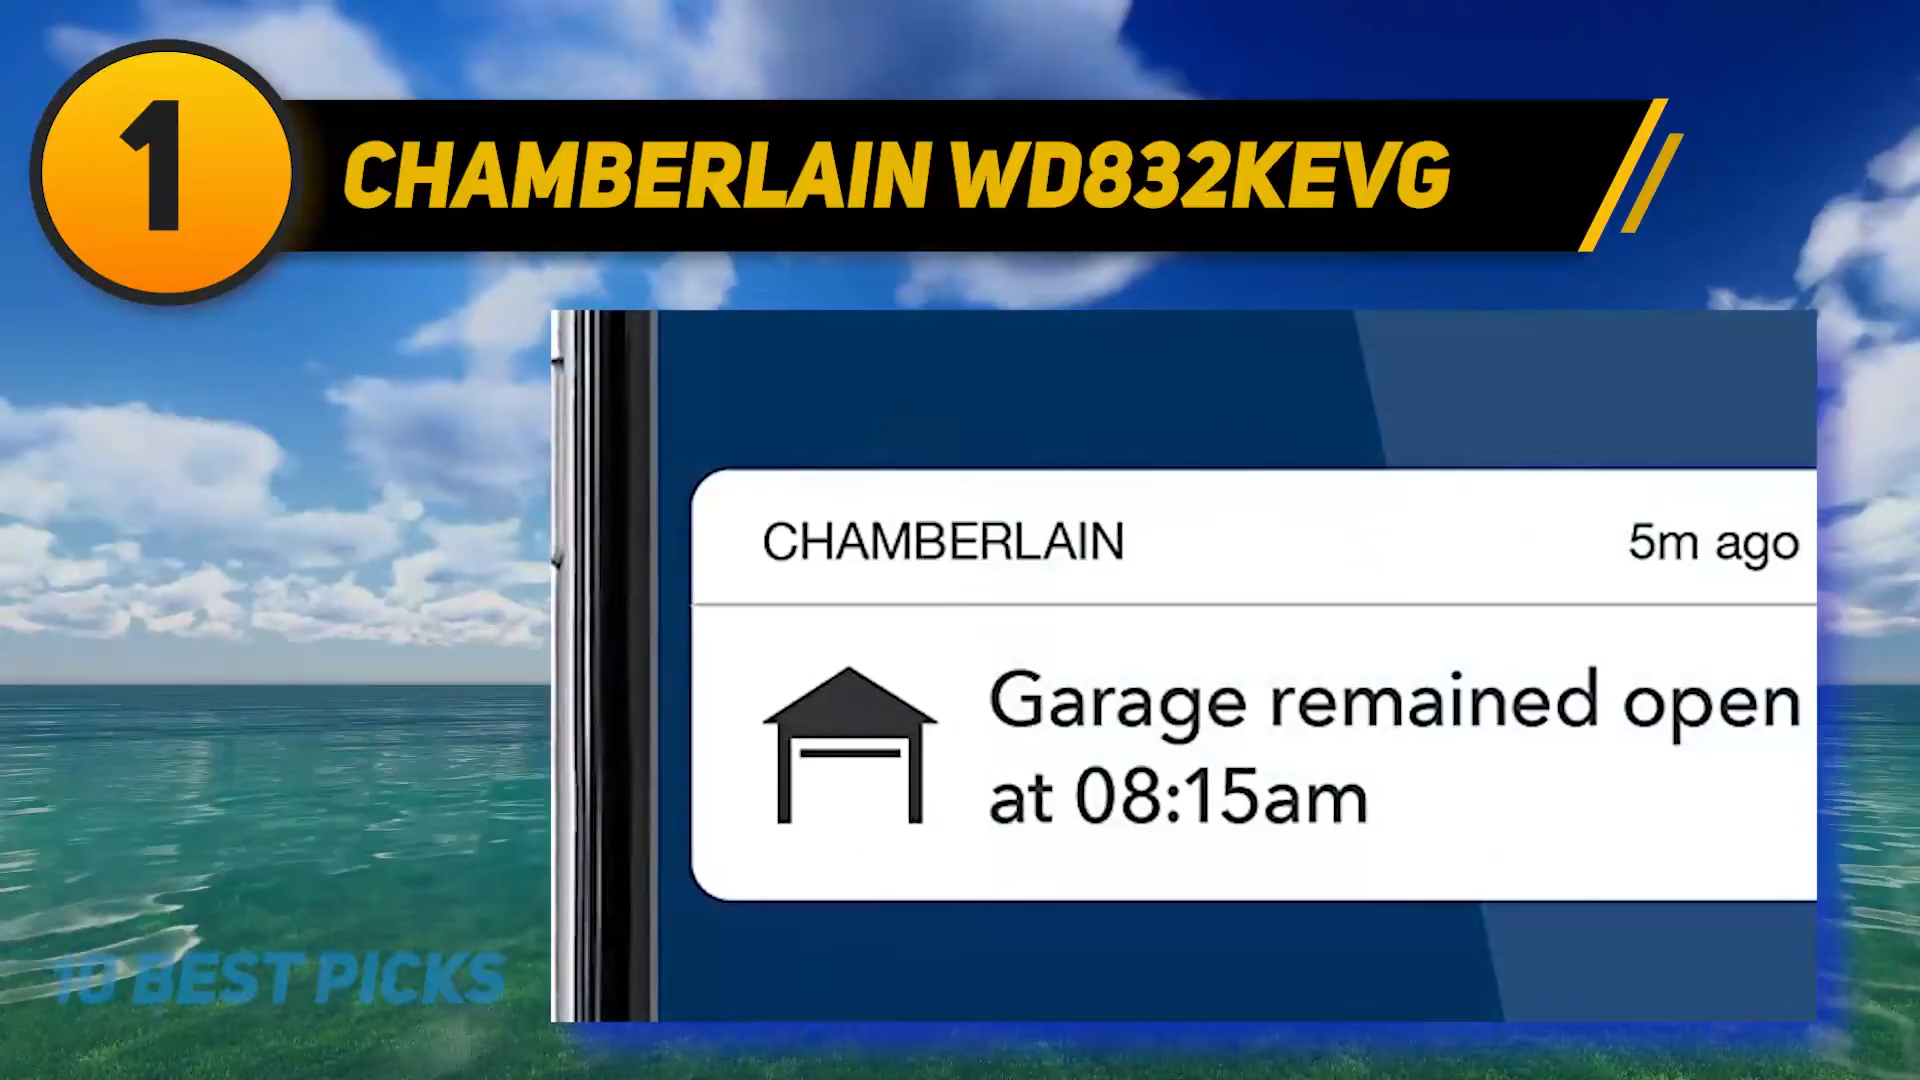 1
CHAMBERLAIN WD832KEVG
CHAMBERLAIN
5m ago
Garage remained open
at 08:15am
10 BEST PICKS